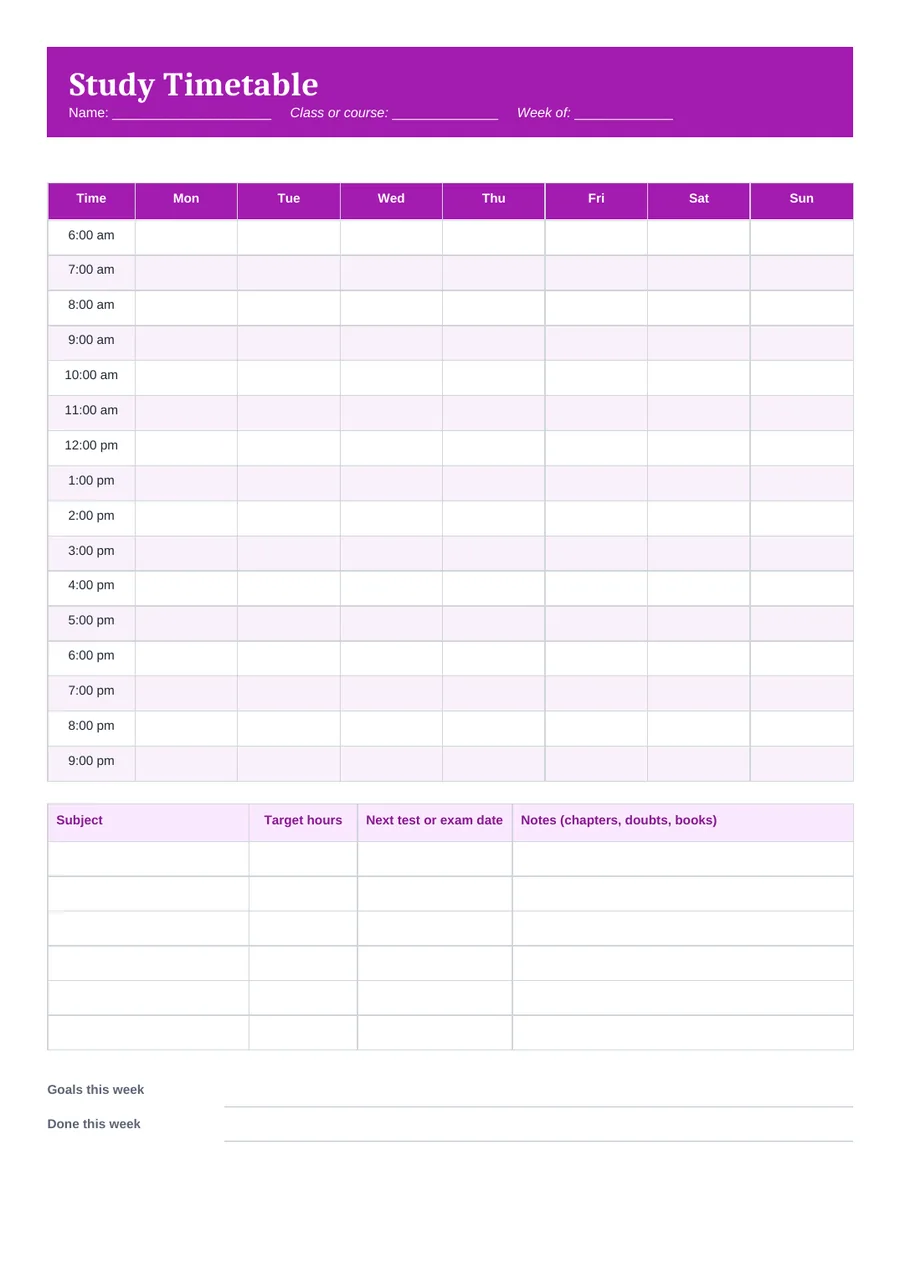 Study Timetable
Name: ______________________ Class or course: ______________ Week of: _____________
Time Mon Tue Wed Thu Fri Sat Sun
6:00 am
7:00 am
8:00 am
9:00 am
10:00 am
11:00 am
12:00 pm
1:00 pm
2:00 pm
3:00 pm
4:00 pm
5:00 pm
6:00 pm
7:00 pm
8:00 pm
9:00 pm
Subject Target hours Next test or exam date Notes (chapters, doubts, books)
Goals this week
Done this week